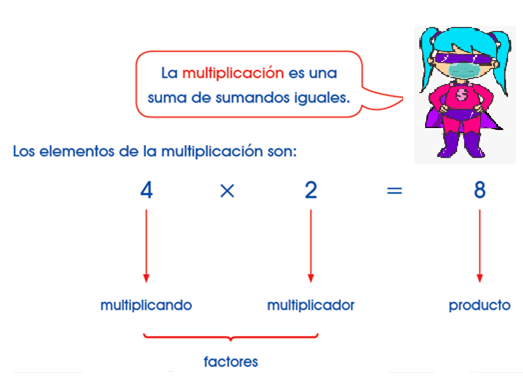 La multiplicación es una
suma de sumandos iguales.
Los elementos de la multiplicación son:
4 × 2 = 8
multiplicando multiplicador producto
factores